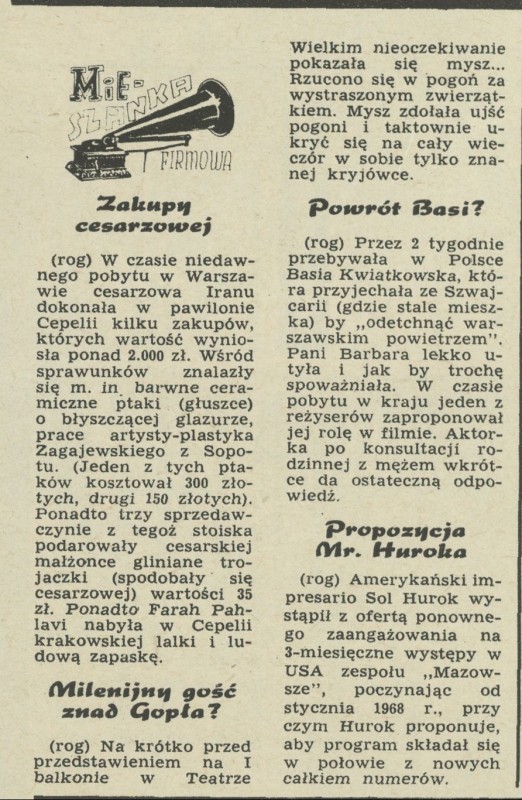 MiE-
SZANKA
FIRMOWA
Zakupy
cesarzowej
(rog) W czasie niedaw-
nego pobytu w Warsza-
wie cesarzowa Iranu
dokonała w pawilonie
Cepelii kilku zakupów,
których wartość wynio-
sła ponad 2.000 zł. Wśród
sprawunków znalazły
się m. in. barwne cera-
miczne ptaki (głuszce)
o błyszczącej glazurze,
prace artysty-plastyka
Zagajewskiego z Sopo-
tu. (Jeden z tych pta-
ków kosztował 300 zło-
tych, drugi 150 złotych).
Ponadto trzy sprzedaw-
czynie z tegoż stoiska
podarowały cesarskiej
małżonce gliniane tro-
jaczki (spodobały się
cesarzowej) wartości 35
zł. Ponadto Farah Pah-
lavi nabyła w Cepelii
krakowskiej lalki i lu-
dową zapaskę.
Milenijny gość
znad Gopła?
(rog) Na krótko przed
przedstawieniem na I
balkonie w Teatrze
Wielkim nieoczekiwanie
pokazała się mysz...
Rzucono się w pogoń za
wystraszonym zwierząt-
kiem. Mysz zdołała ujść
pogoni i taktownie u-
kryć się na cały wie-
czór w sobie tylko zna-
nej kryjówce.
Powrót Basi?
(rog) Przez 2 tygodnie
przebywała w Polsce
Basia Kwiatkowska, któ-
ra przyjechała ze Szwaj-
carii (gdzie stale miesz-
ka) by „odetchnąć war-
szawskim powietrzem".
Pani Barbara lekko u-
tyła i jak by trochę
spoważniała. W czasie
pobytu w kraju jeden z
reżyserów zaproponował
jej rolę w filmie. Aktor-
ka po konsultacji ro-
dzinnej z mężem wkrót-
ce da ostateczną odpo-
wiedź.
Propozycja
Mr. Huroka
(rog) Amerykański im-
presario Sol Hurok wy-
stąpił z ofertą ponowne-
go zaangażowania na
3-miesięczne występy w
USA zespołu „Mazow-
sze", poczynając od
stycznia 1968 r., przy
czym Hurok proponuje,
aby program składał się
w połowie z nowych
całkiem numerów.